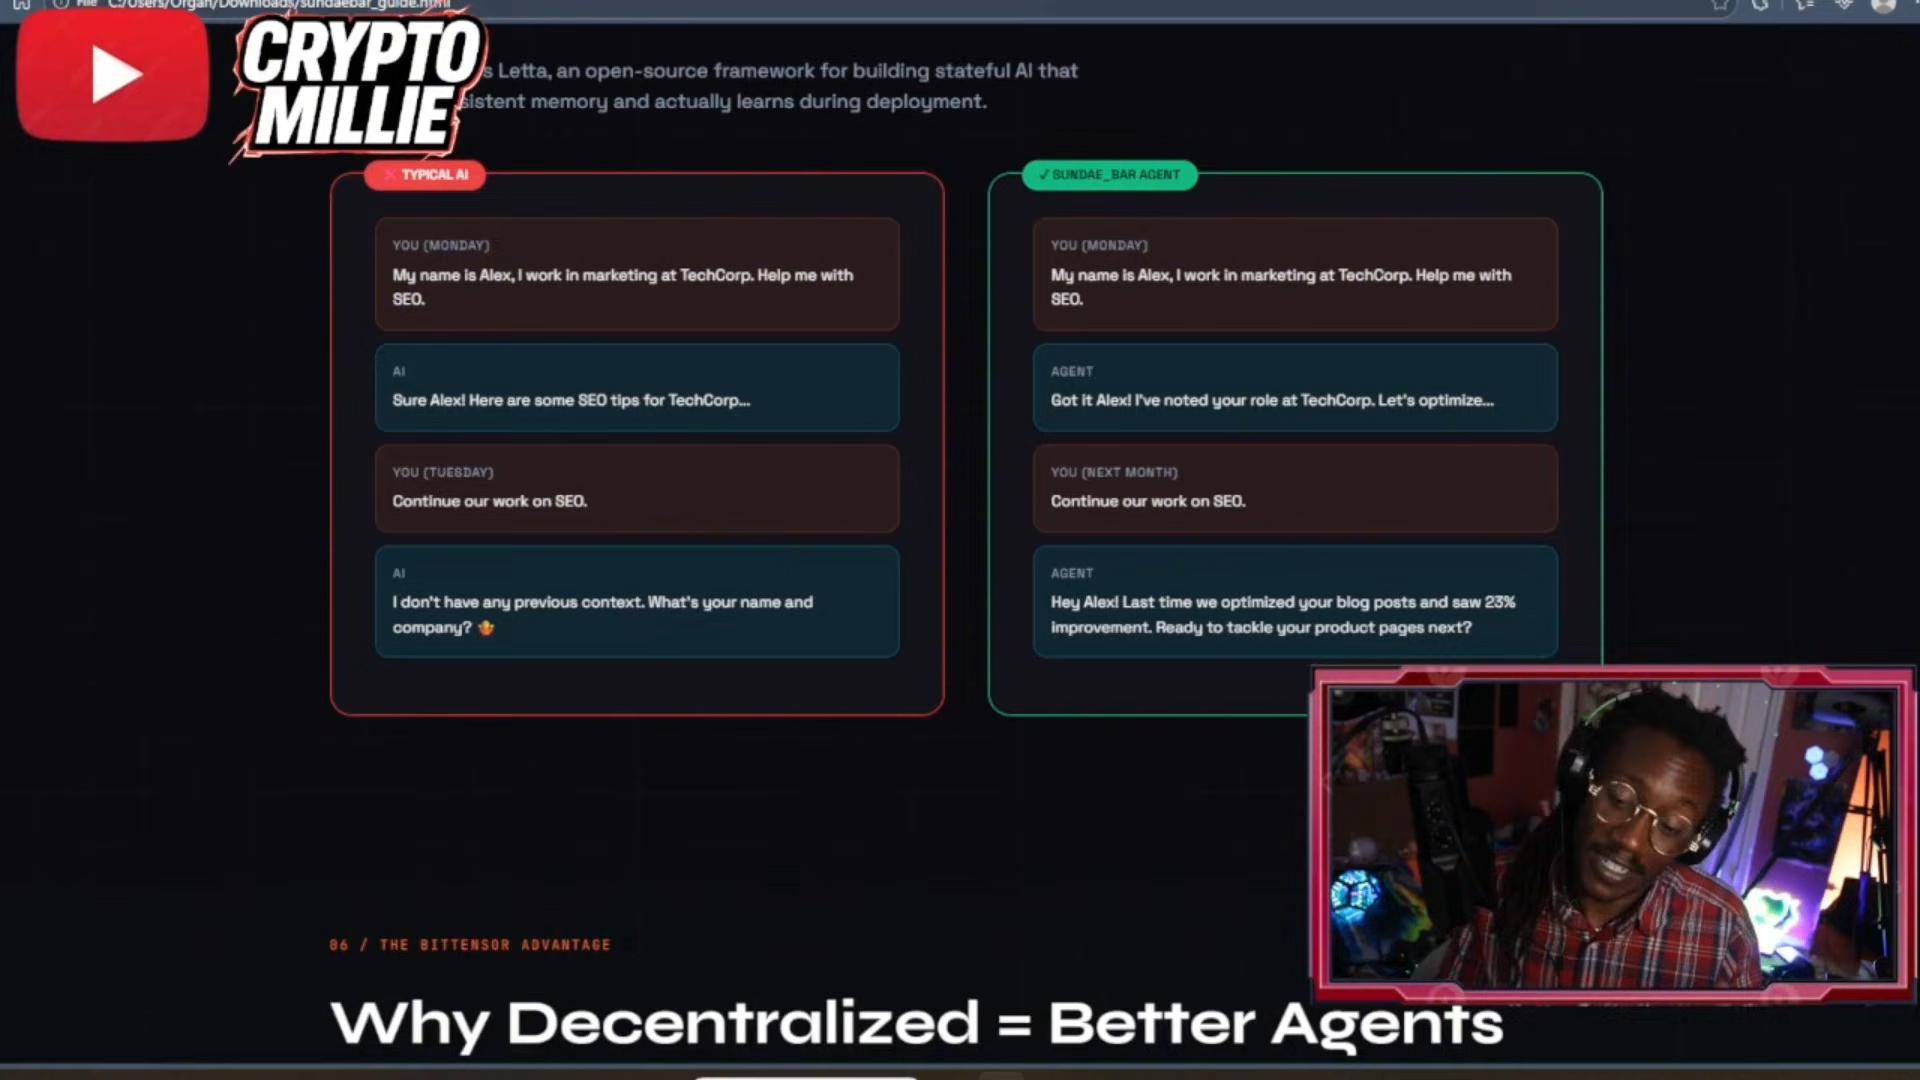 File C:/Users/Organ/Downloads/sundaebar_guide.html
CRYPTO
MILLIE
s Letta, an open-source framework for building stateful AI that
sistent memory and actually learns during deployment.
✕ TYPICAL AI
YOU (MONDAY)
My name is Alex, I work in marketing at TechCorp. Help me with
SEO.
AI
Sure Alex! Here are some SEO tips for TechCorp...
YOU (TUESDAY)
Continue our work on SEO.
AI
I don't have any previous context. What's your name and
company? 🤷
✓ SUNDAE_BAR AGENT
YOU (MONDAY)
My name is Alex, I work in marketing at TechCorp. Help me with
SEO.
AGENT
Got it Alex! I've noted your role at TechCorp. Let's optimize...
YOU (NEXT MONTH)
Continue our work on SEO.
AGENT
Hey Alex! Last time we optimized your blog posts and saw 23%
improvement. Ready to tackle your product pages next?
06 / THE BITTENSOR ADVANTAGE
Why Decentralized = Better Agents